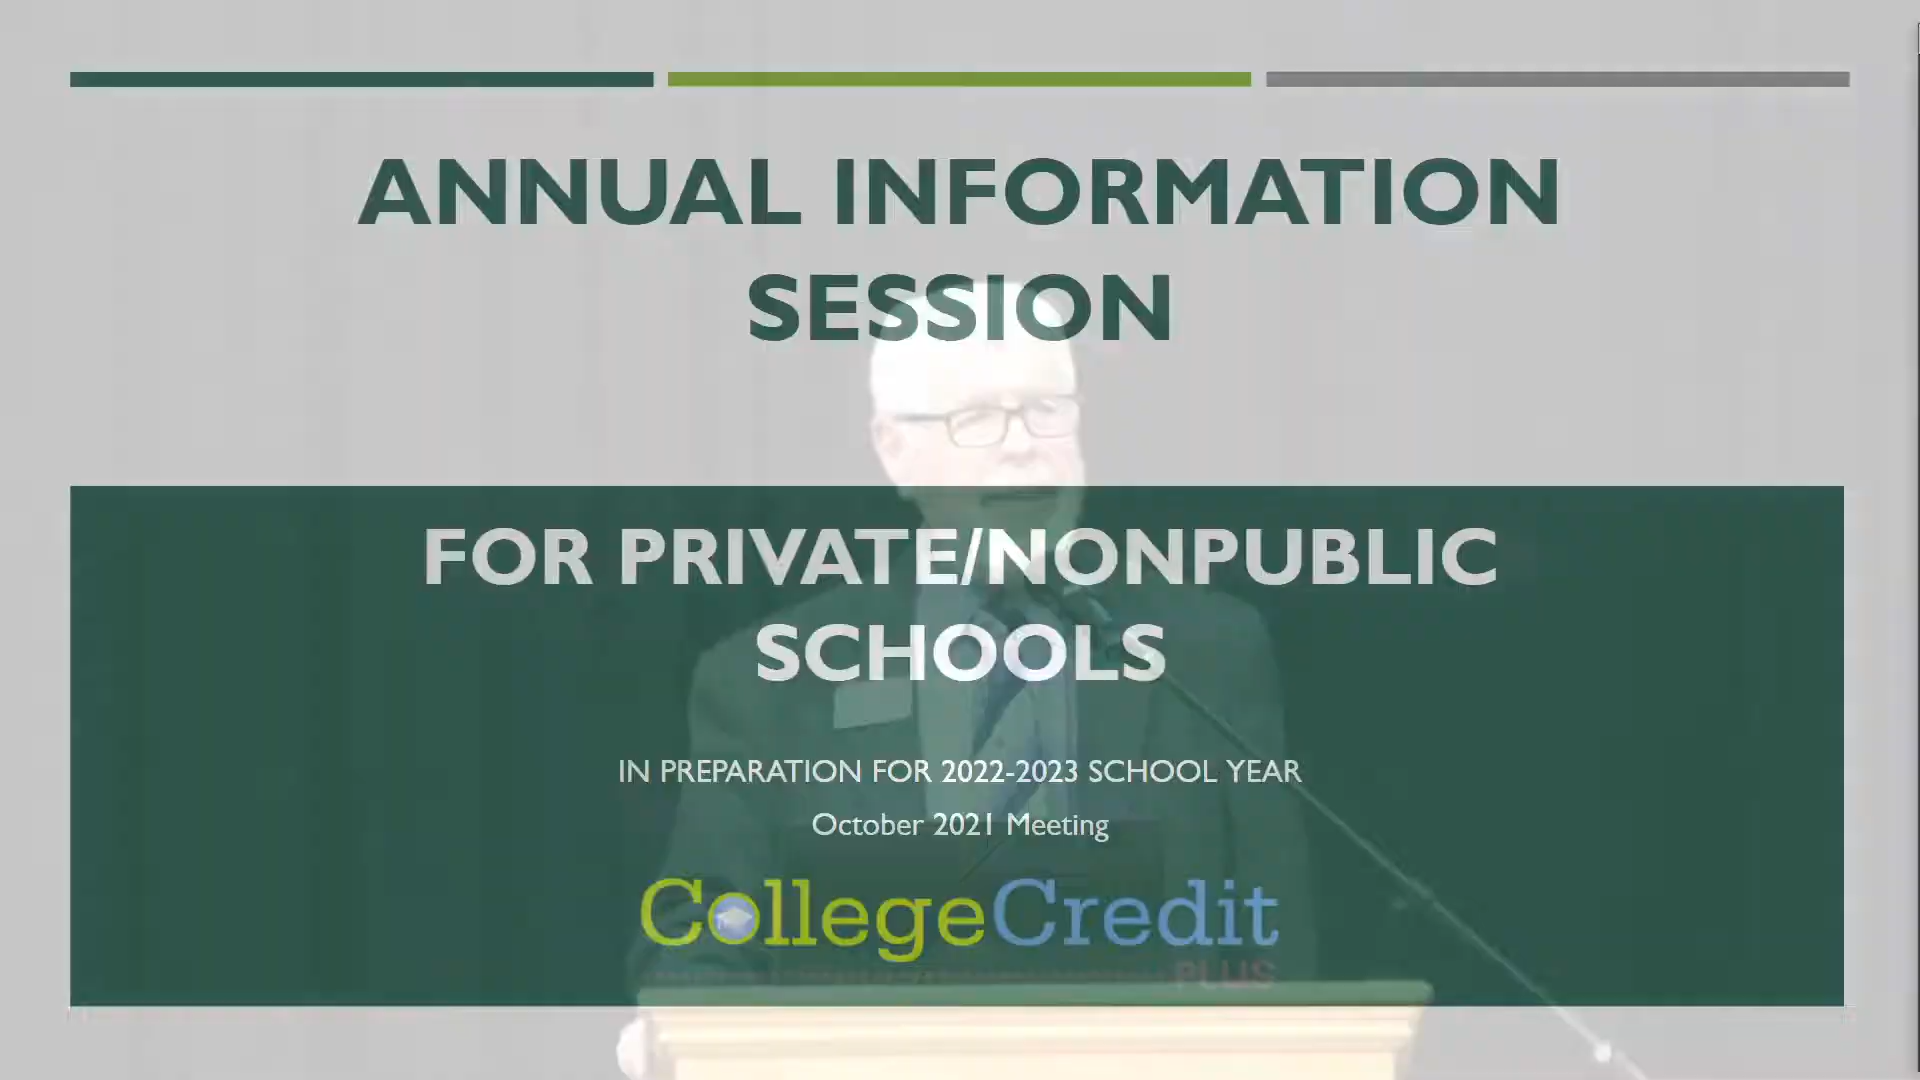 ANNUAL INFORMATION
SESSION
FOR PRIVATE/NONPUBLIC
SCHOOLS
IN PREPARATION FOR 2022-2023 SCHOOL YEAR
October 2021 Meeting
CollegeCredit
PLUS